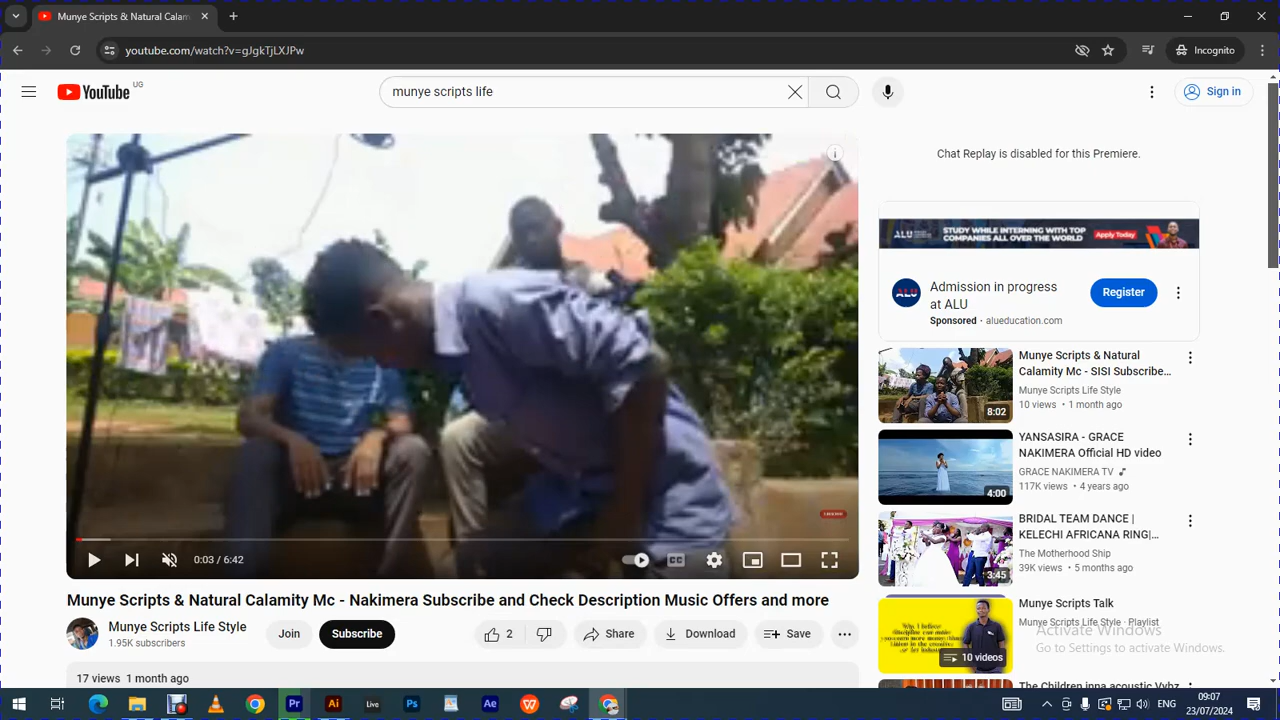 Munye Scripts & Natural Calam
youtube.com/watch?v=gJgkTjLXJPw
Incognito
YouTube UG
munye scripts life
Sign in
Chat Replay is disabled for this Premiere.
ALU
STUDY WHILE INTERNING WITH TOP
COMPANIES ALL OVER THE WORLD
Apply Today
ALU
Admission in progress
at ALU
Sponsored · alueducation.com
Register
Munye Scripts & Natural
Calamity Mc - SISI Subscribe...
Munye Scripts Life Style
10 views • 1 month ago
8:02
YANSASIRA - GRACE
NAKIMERA Official HD video
GRACE NAKIMERA TV
117K views • 4 years ago
4:00
BRIDAL TEAM DANCE |
KELECHI AFRICANA RING|...
The Motherhood Ship
39K views • 5 months ago
3:45
Munye Scripts Talk
Munye Scripts Life Style · Playlist
10 videos
The Children inna acoustic Vybz
0:03 / 6:42
CC
Munye Scripts & Natural Calamity Mc - Nakimera Subscribe and Check Description Music Offers and more
Munye Scripts Life Style
1.95K subscribers
Join
Subscribe
2
Share
Download
Save
17 views 1 month ago
Activate Windows
Go to Settings to activate Windows.
Pr
Ai
Live
Ps
Ae
W
ENG
09:07
23/07/2024